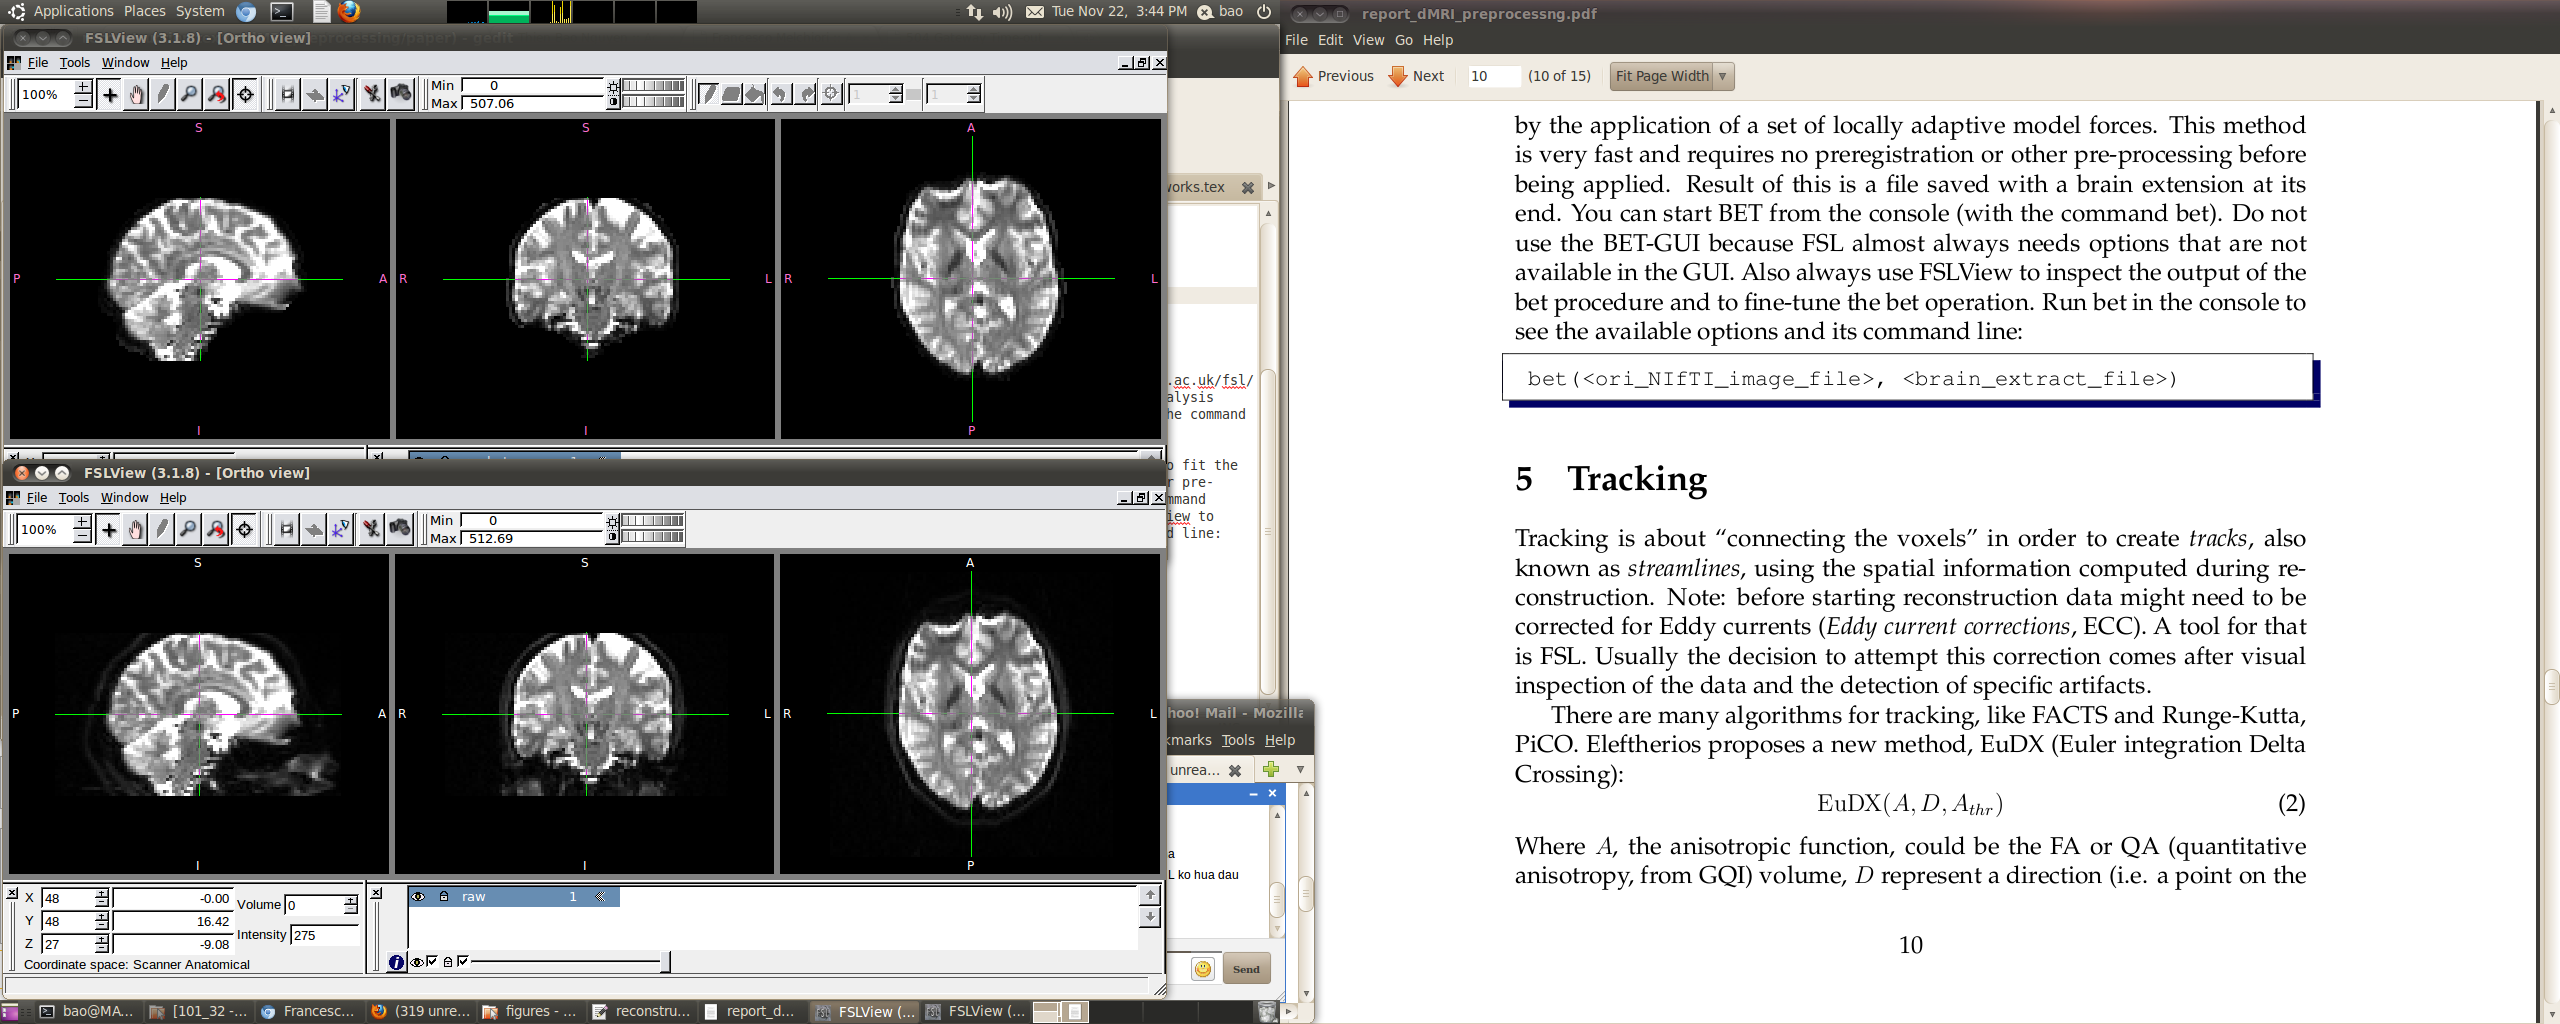 Applications Places System
Tue Nov 22, 3:44 PM bao
FSLView (3.1.8) - [Ortho view]
File Tools Window Help
100%
Min 0
Max 507.06
1 1
S S A
P A R L R L
I I P
FSLView (3.1.8) - [Ortho view]
File Tools Window Help
100%
Min 0
Max 512.69
S S A
P A R L R L
I I P
X 48 -0.00
Y 48 16.42
Z 27 -9.08
Volume 0
Intensity 275
Coordinate space: Scanner Anatomical
raw 1
works.tex
.ac.uk/fsl/
alysis
he command
o fit the
r pre-
mmand
iew to
d line:
hoo! Mail - Mozilla
kmarks Tools Help
unrea...
a
L ko hua dau
Send
bao@MA... [101_32 -... Francesc... (319 unre... figures - ... reconstru... report_d... FSLView (... FSLView (...
report_dMRI_preprocessng.pdf
File Edit View Go Help
Previous Next 10 (10 of 15) Fit Page Width
by the application of a set of locally adaptive model forces. This method
is very fast and requires no preregistration or other pre-processing before
being applied. Result of this is a file saved with a brain extension at its
end. You can start BET from the console (with the command bet). Do not
use the BET-GUI because FSL almost always needs options that are not
available in the GUI. Also always use FSLView to inspect the output of the
bet procedure and to fine-tune the bet operation. Run bet in the console to
see the available options and its command line:
bet(<ori_NIfTI_image_file>, <brain_extract_file>)
5 Tracking
Tracking is about “connecting the voxels” in order to create tracks, also
known as streamlines, using the spatial information computed during re-
construction. Note: before starting reconstruction data might need to be
corrected for Eddy currents (Eddy current corrections, ECC). A tool for that
is FSL. Usually the decision to attempt this correction comes after visual
inspection of the data and the detection of specific artifacts.
There are many algorithms for tracking, like FACTS and Runge-Kutta,
PiCO. Eleftherios proposes a new method, EuDX (Euler integration Delta
Crossing):
EuDX(A, D, Athr) (2)
Where A, the anisotropic function, could be the FA or QA (quantitative
anisotropy, from GQI) volume, D represent a direction (i.e. a point on the
10